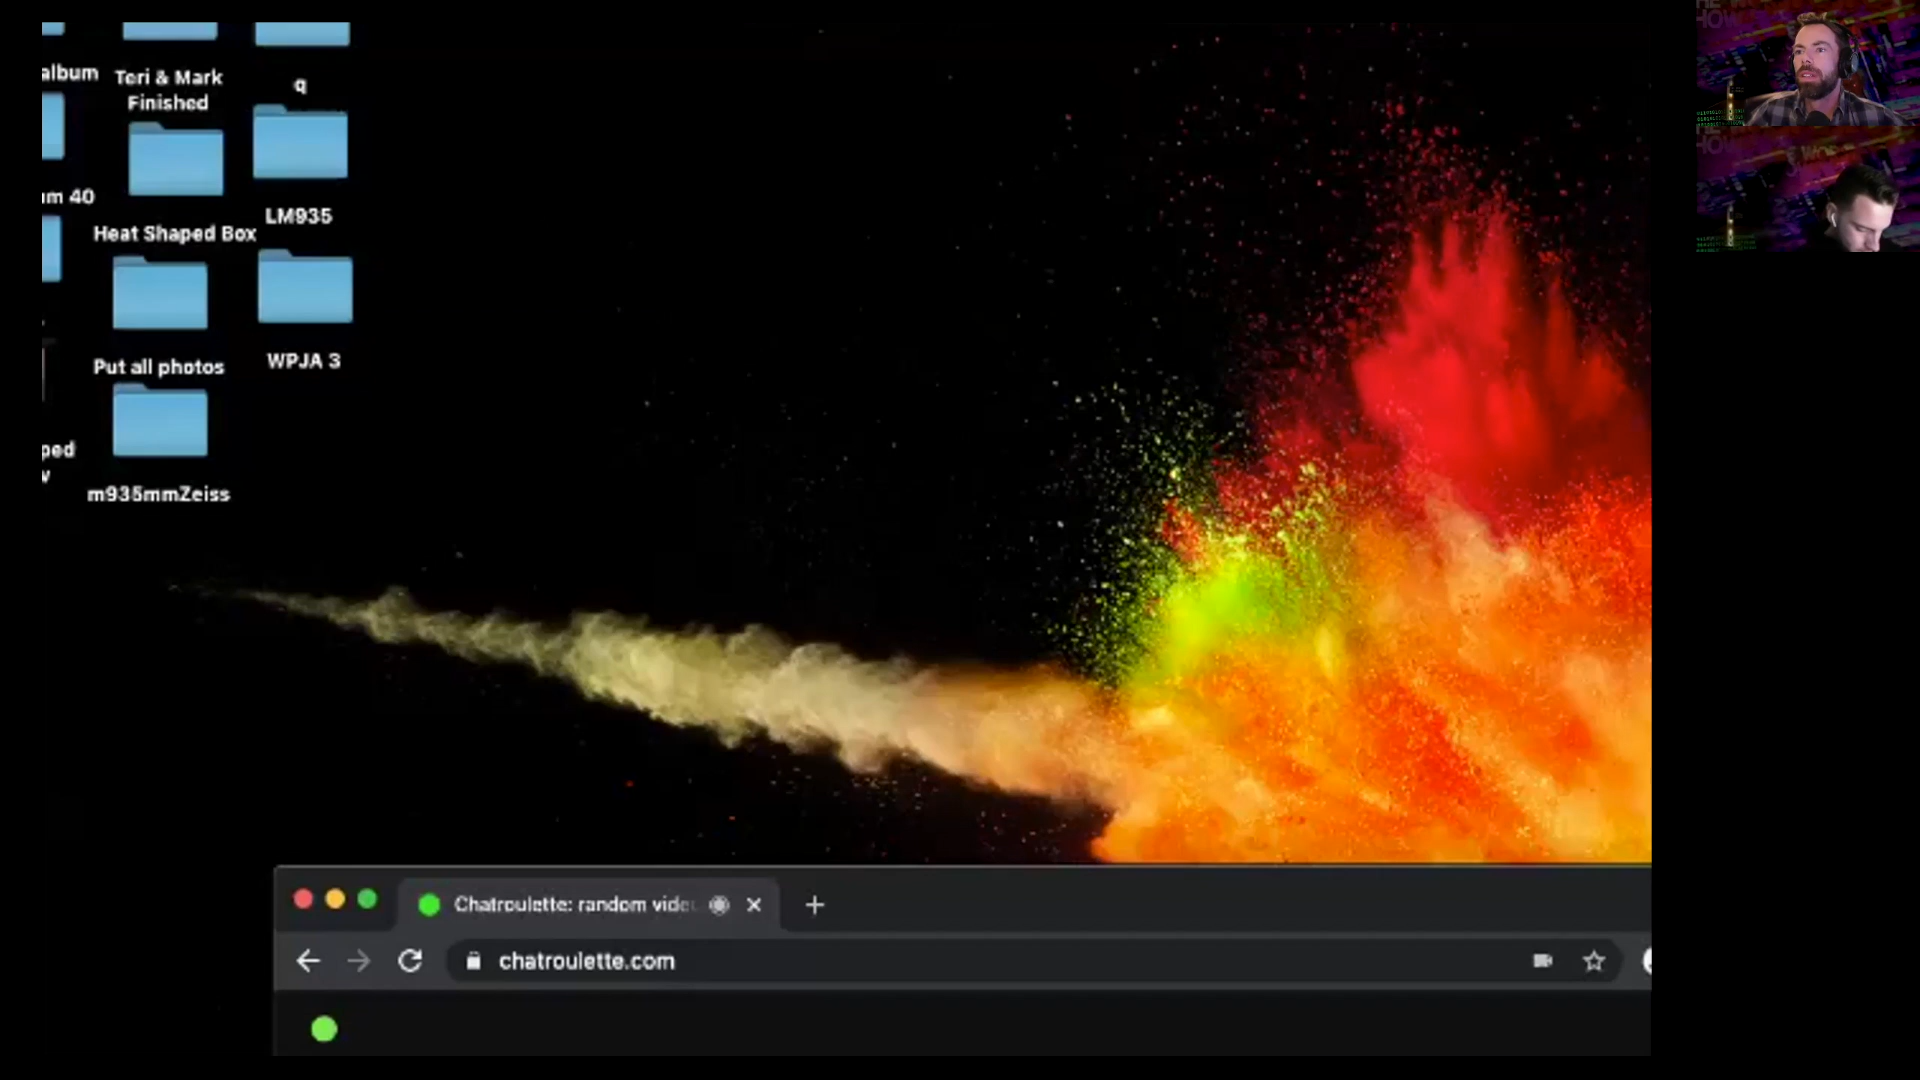 album
Teri & Mark
Finished
q
um 40
LM935
Heat Shaped Box
Put all photos
WPJA 3
ped
m935mmZeiss
Chatroulette: random vide
chatroulette.com